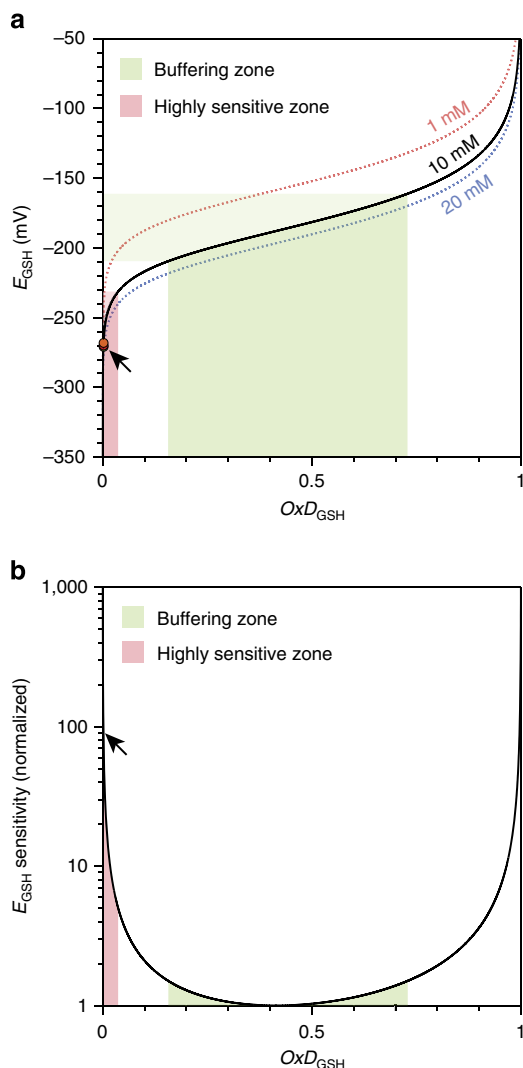 a
−50
Buffering zone
Highly sensitive zone
−100
1 mM
10 mM
−150
20 mM
−200
−250
−300
−350
E_GSH (mV)
0
0.5
1
OxD_GSH
b
1,000
Buffering zone
Highly sensitive zone
100
10
1
E_GSH sensitivity (normalized)
0
0.5
1
OxD_GSH